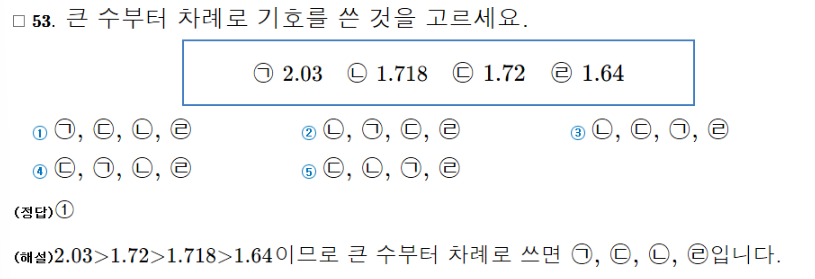 □ 53. 큰 수부터 차례로 기호를 쓴 것을 고르세요.
㉠ 2.03 ㉡ 1.718 ㉢ 1.72 ㉣ 1.64
① ㉠, ㉢, ㉡, ㉣ ② ㉡, ㉠, ㉢, ㉣ ③ ㉡, ㉢, ㉠, ㉣
④ ㉢, ㉠, ㉡, ㉣ ⑤ ㉢, ㉡, ㉠, ㉣
(정답)①
(해설)2.03>1.72>1.718>1.64이므로 큰 수부터 차례로 쓰면 ㉠, ㉢, ㉡, ㉣입니다.